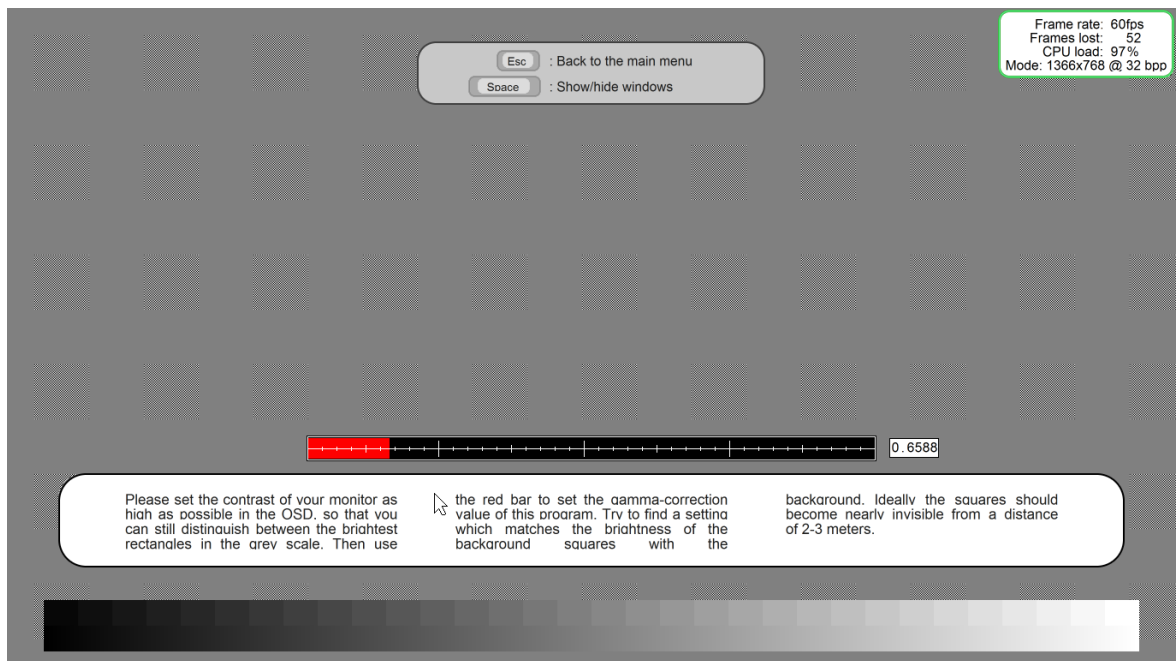 Frame rate: 60fps
Frames lost: 52
CPU load: 97%
Mode: 1366x768 @ 32 bpp
Esc : Back to the main menu
Space : Show/hide windows
0.6588
Please set the contrast of your monitor as
high as possible in the OSD, so that you
can still distinguish between the brightest
rectangles in the grey scale. Then use
the red bar to set the gamma-correction
value of this program. Try to find a setting
which matches the brightness of the
background squares with the
background. Ideally the squares should
become nearly invisible from a distance
of 2-3 meters.